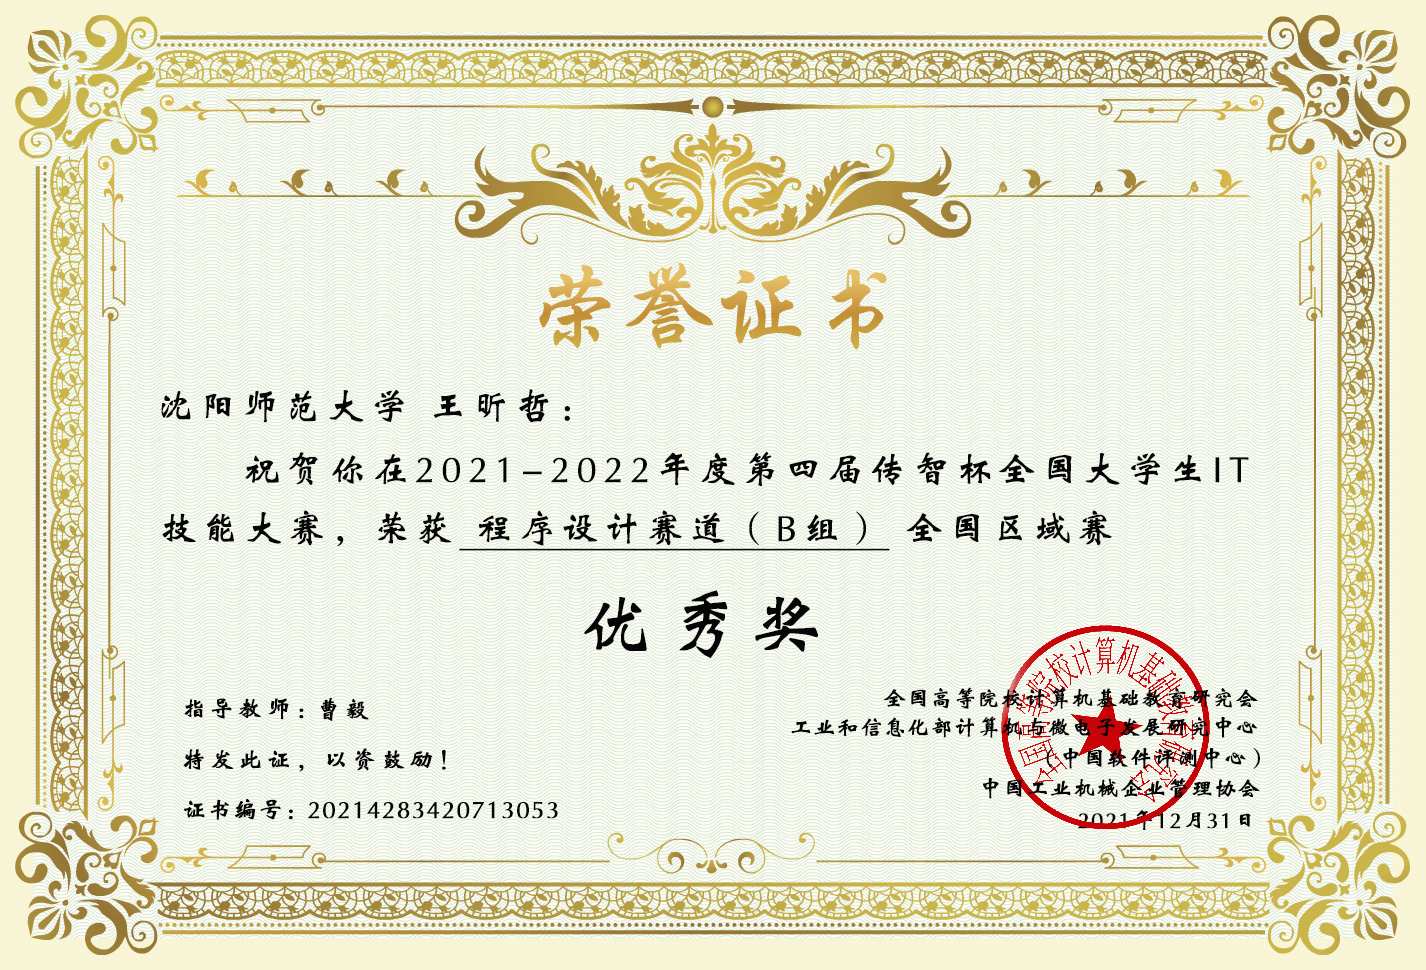 荣誉证书
沈阳师范大学 王昕哲：
祝贺你在2021-2022年度第四届传智杯全国大学生IT
技能大赛，荣获 程序设计赛道（B组） 全国区域赛
优秀奖
指导教师：曹毅
特发此证，以资鼓励！
证书编号：20214283420713053
全国高等院校计算机基础教育研究会
工业和信息化部计算机与微电子发展研究中心
（中国软件评测中心）
中国工业机械企业管理协会
2021年12月31日
全国高等院校计算机基础教育研究会